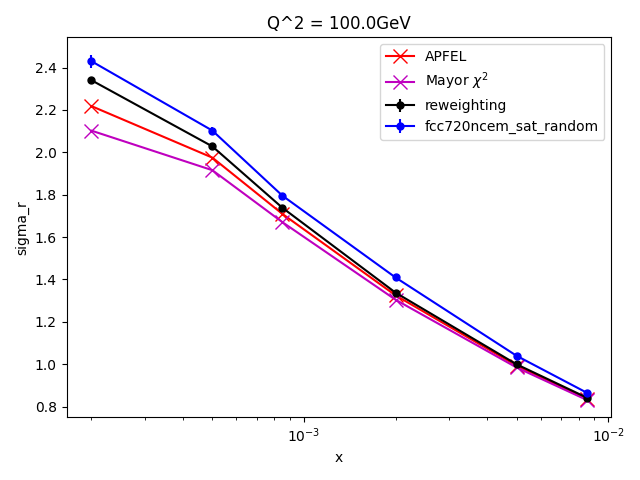 Q^2 = 100.0GeV
APFEL
Mayor χ²
reweighting
fcc720ncem_sat_random
sigma_r
2.4
2.2
2.0
1.8
1.6
1.4
1.2
1.0
0.8
10⁻³
10⁻²
x